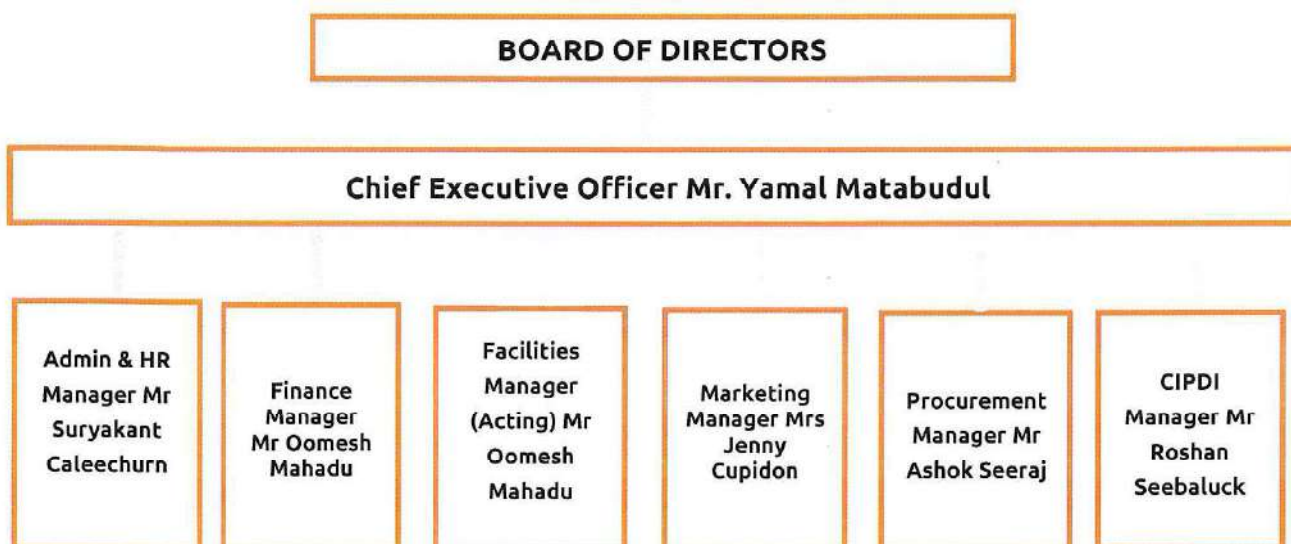 BOARD OF DIRECTORS
Chief Executive Officer Mr. Yamal Matabudul
Admin & HR
Manager Mr
Suryakant
Caleechurn
Finance
Manager
Mr Oomesh
Mahadu
Facilities
Manager
(Acting) Mr
Oomesh
Mahadu
Marketing
Manager Mrs
Jenny
Cupidon
Procurement
Manager Mr
Ashok Seeraj
CIPDI
Manager Mr
Roshan
Seebaluck